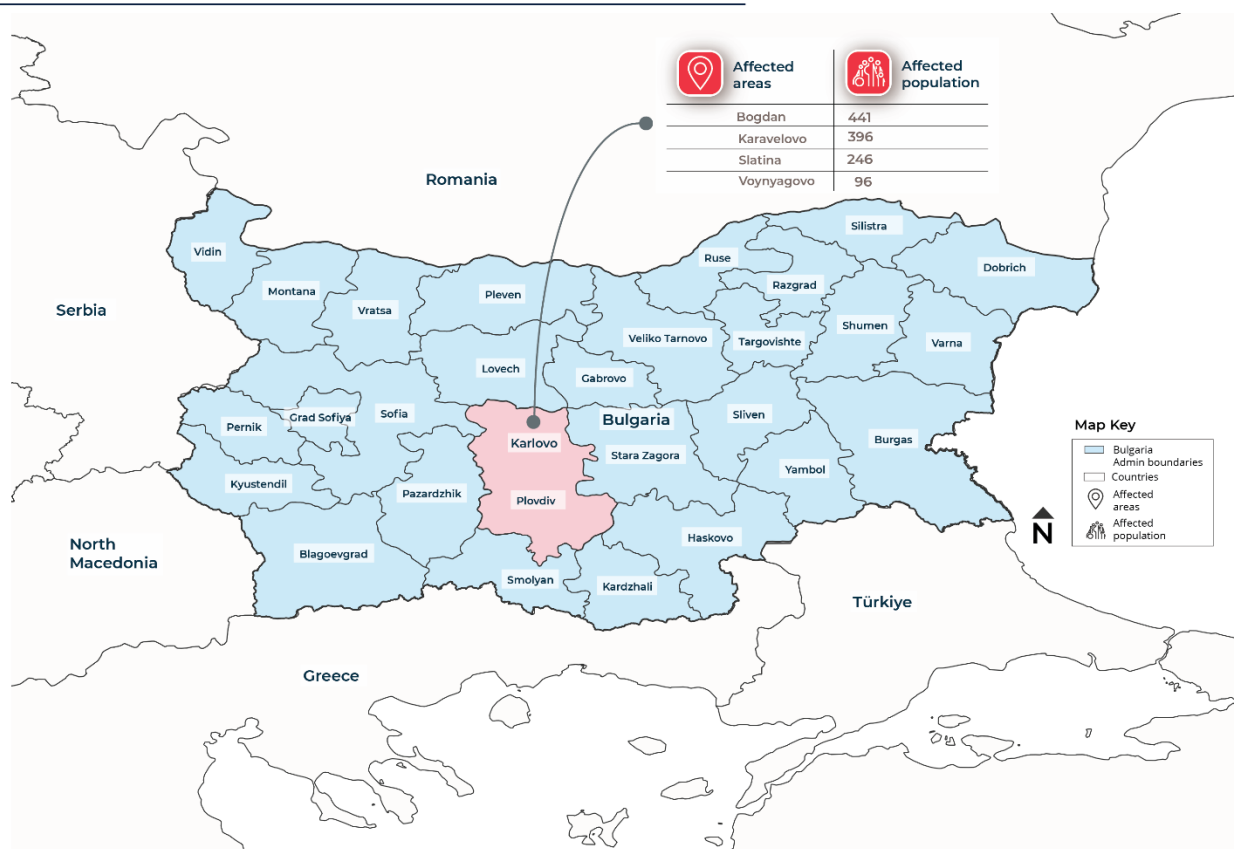 Affected
areas
Affected
population
Bogdan 441
Karavelovo 396
Slatina 246
Voynyagovo 96
Romania
Silistra
Vidin
Ruse
Dobrich
Razgrad
Montana
Pleven
Serbia
Vratsa
Shumen
Veliko Tarnovo
Targovishte
Varna
Lovech
Gabrovo
Grad Sofiya
Sofia
Sliven
Bulgaria
Pernik
Karlovo
Burgas
Stara Zagora
Yambol
Kyustendil
Pazardzhik
Plovdiv
Haskovo
North
Macedonia
Blagoevgrad
Smolyan
Kardzhali
Türkiye
Greece
Map Key
Bulgaria
Admin boundaries
Countries
Affected
areas
Affected
population
N